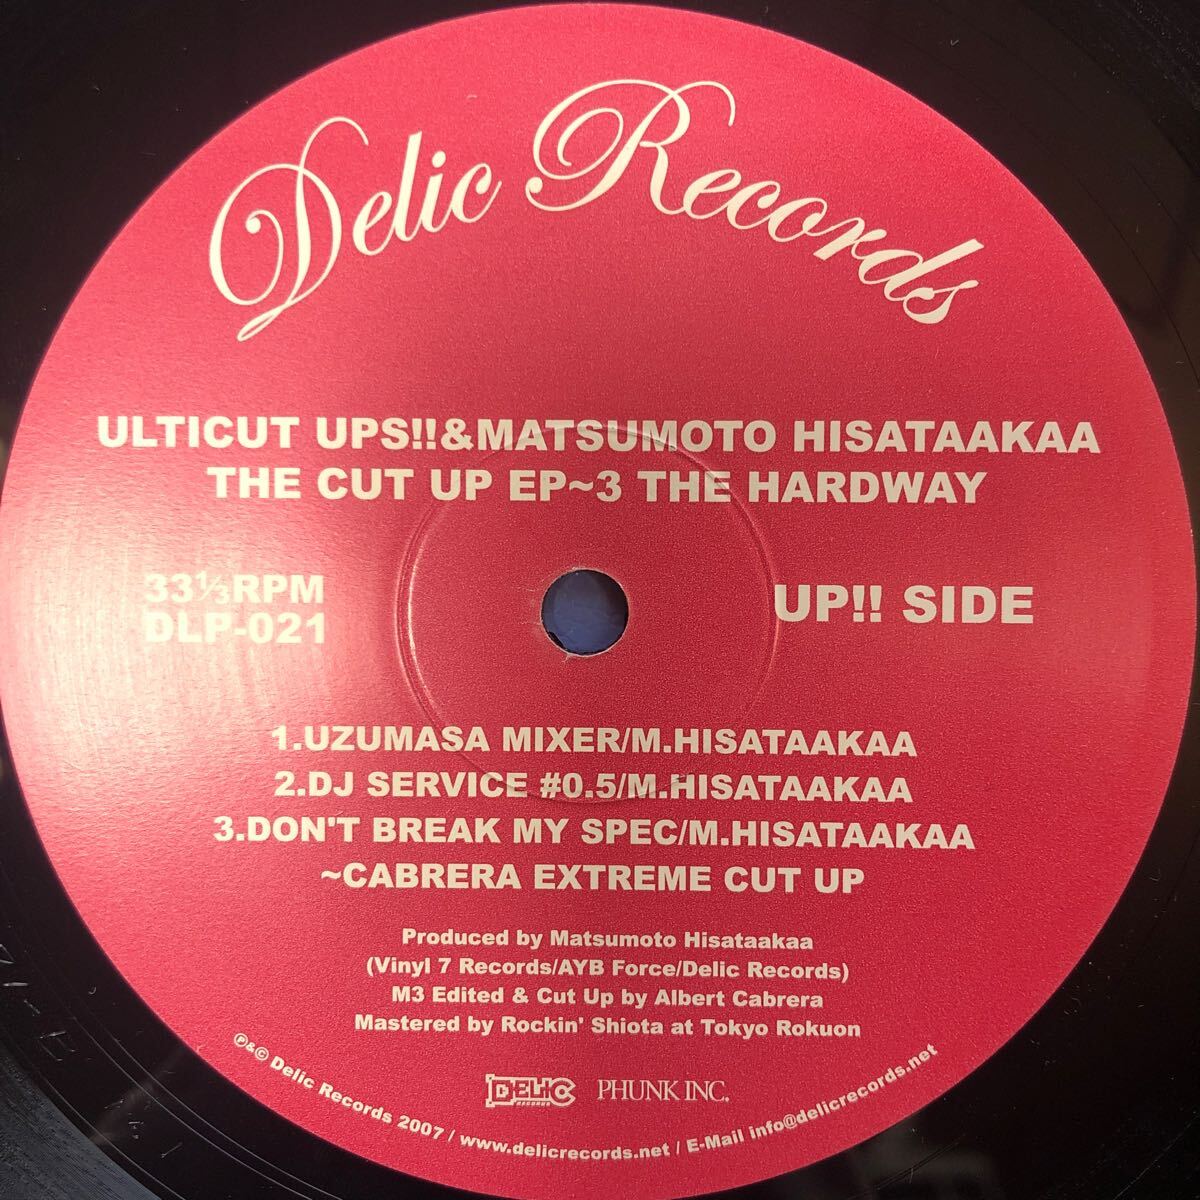 Delic Records
ULTICUT UPS!!&MATSUMOTO HISATAAKAA
THE CUT UP EP~3 THE HARDWAY
33⅓RPM
DLP-021
UP!! SIDE
1.UZUMASA MIXER/M.HISATAAKAA
2.DJ SERVICE #0.5/M.HISATAAKAA
3.DON'T BREAK MY SPEC/M.HISATAAKAA
~CABRERA EXTREME CUT UP
Produced by Matsumoto Hisataakaa
(Vinyl 7 Records/AYB Force/Delic Records)
M3 Edited & Cut Up by Albert Cabrera
Mastered by Rockin' Shiota at Tokyo Rokuon
DELIC RECORDS
PHUNK INC.
℗&© Delic Records 2007 / www.delicrecords.net / E-Mail info@delicrecords.net